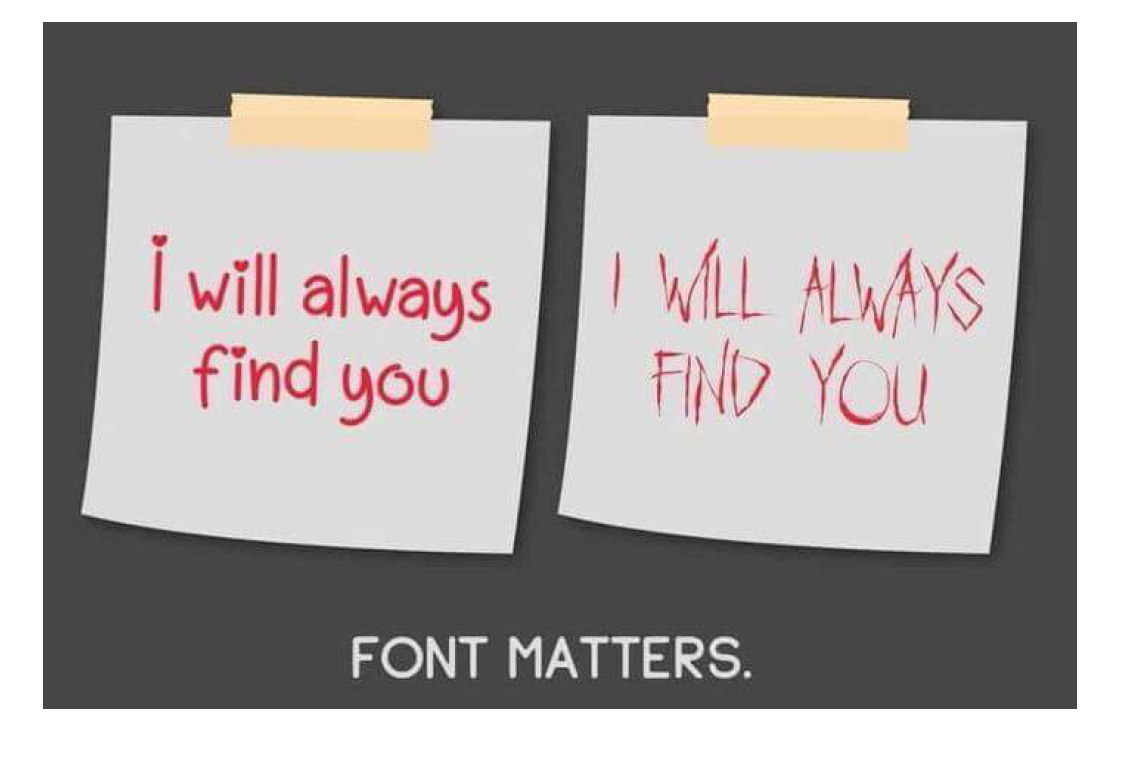 i will always
find you
I WILL ALWAYS
FIND YOU
FONT MATTERS.